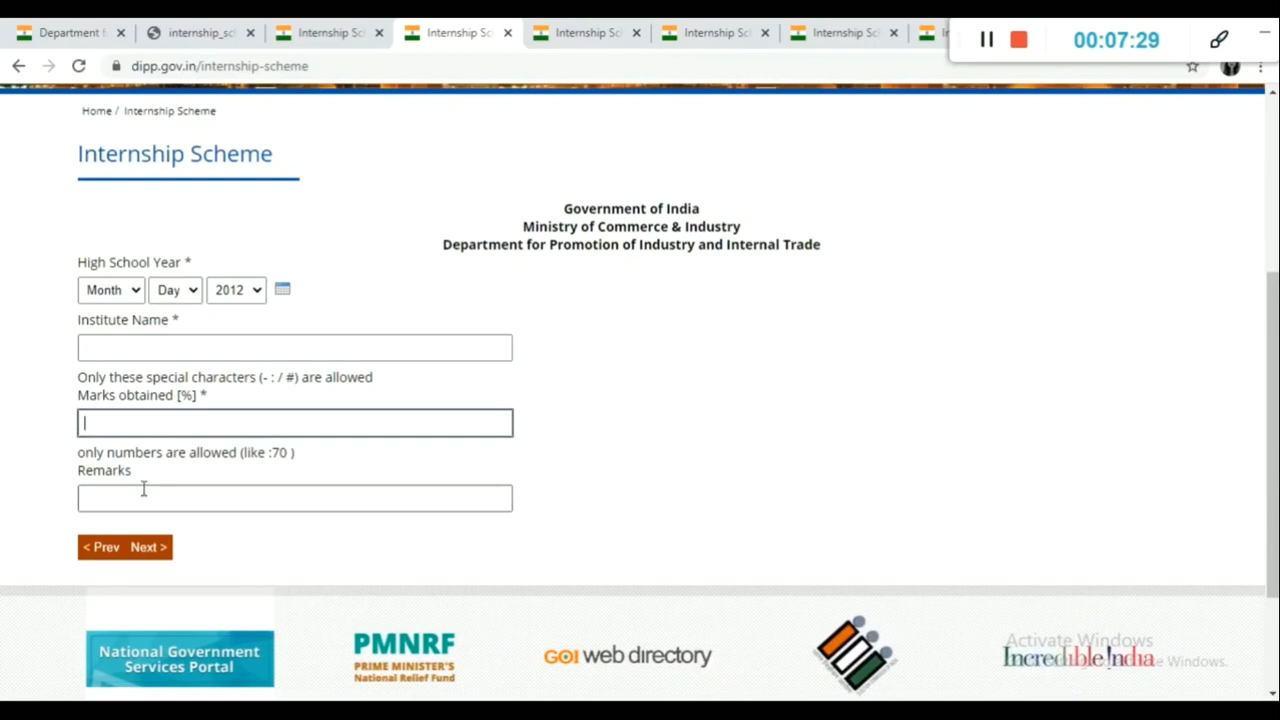 Department
internship_sc
Internship Sc
Internship Sc
Internship Sc
Internship Sc
Internship Sc
00:07:29
dipp.gov.in/internship-scheme
Home / Internship Scheme
Internship Scheme
Government of India
Ministry of Commerce & Industry
Department for Promotion of Industry and Internal Trade
High School Year *
Month Day 2012
Institute Name *
Only these special characters (- : / #) are allowed
Marks obtained [%] *
only numbers are allowed (like :70 )
Remarks
< Prev Next >
National Government
Services Portal
PMNRF
PRIME MINISTER'S
National Relief Fund
GOI web directory
Activate Windows
Incredible !ndia
e Windows.